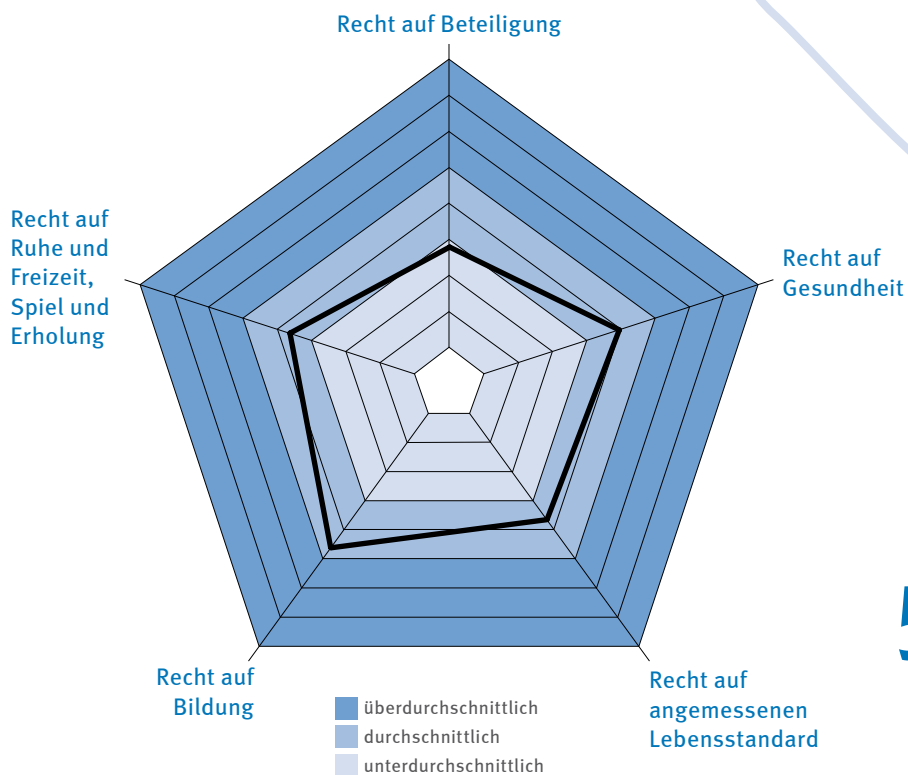 Recht auf Beteiligung
Recht auf
Ruhe und
Freizeit,
Spiel und
Erholung
Recht auf
Gesundheit
Recht auf
Bildung
Recht auf
angemessenen
Lebensstandard
überdurchschnittlich
durchschnittlich
unterdurchschnittlich